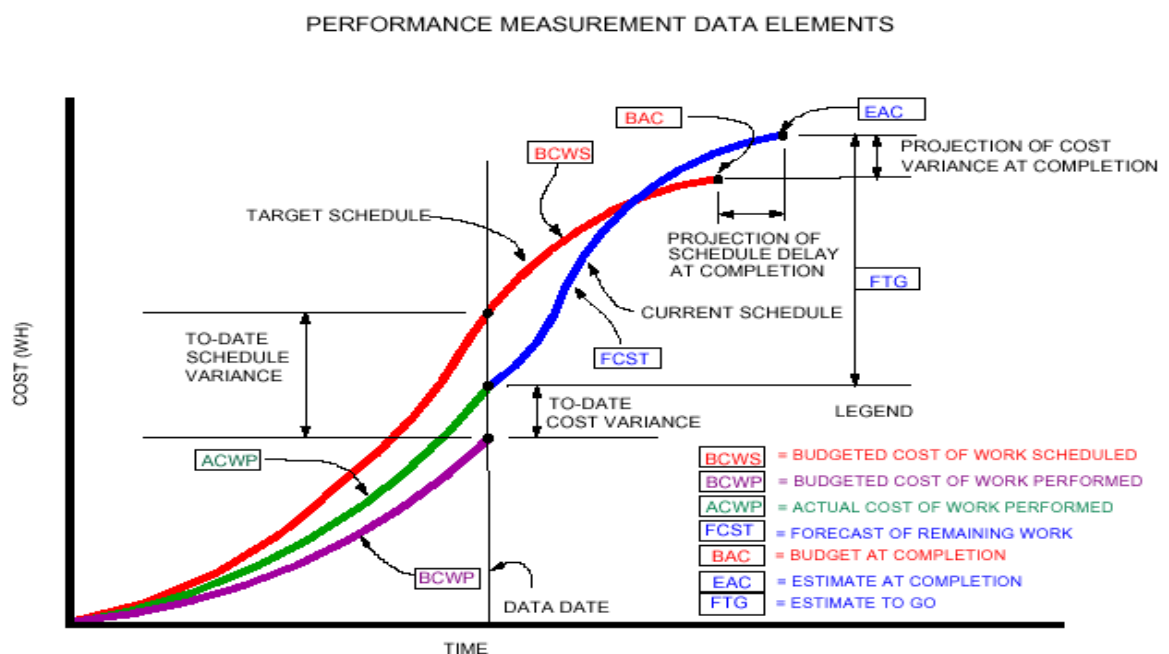 PERFORMANCE MEASUREMENT DATA ELEMENTS
EAC
BAC
PROJECTION OF COST
VARIANCE AT COMPLETION
BCWS
TARGET SCHEDULE
PROJECTION OF
SCHEDULE DELAY
AT COMPLETION
FTG
CURRENT SCHEDULE
TO-DATE
SCHEDULE
VARIANCE
FCST
COST (WH)
TO-DATE
COST VARIANCE
LEGEND
ACWP
BCWS = BUDGETED COST OF WORK SCHEDULED
BCWP = BUDGETED COST OF WORK PERFORMED
ACWP = ACTUAL COST OF WORK PERFORMED
FCST = FORECAST OF REMAINING WORK
BAC = BUDGET AT COMPLETION
EAC = ESTIMATE AT COMPLETION
FTG = ESTIMATE TO GO
BCWP
DATA DATE
TIME